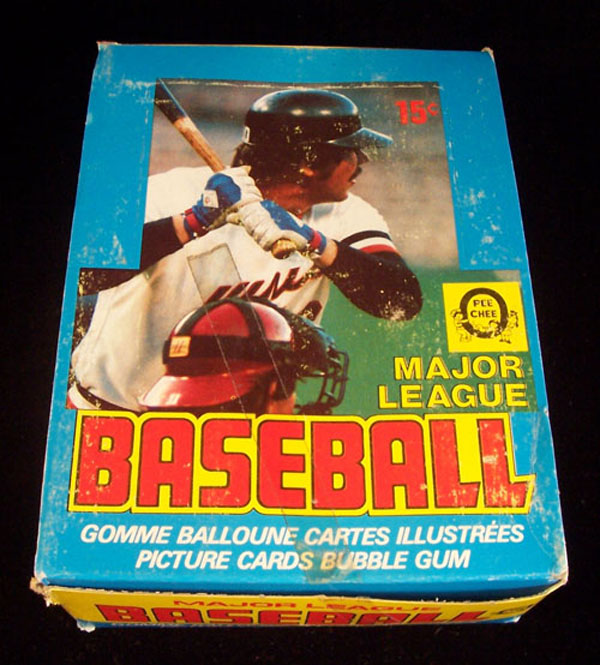 15¢
O
PEE
CHEE
MAJOR
LEAGUE
BASEBALL
GOMME BALLOUNE CARTES ILLUSTRÉES
PICTURE CARDS BUBBLE GUM
MAJOR LEAGUE
BASEBALL